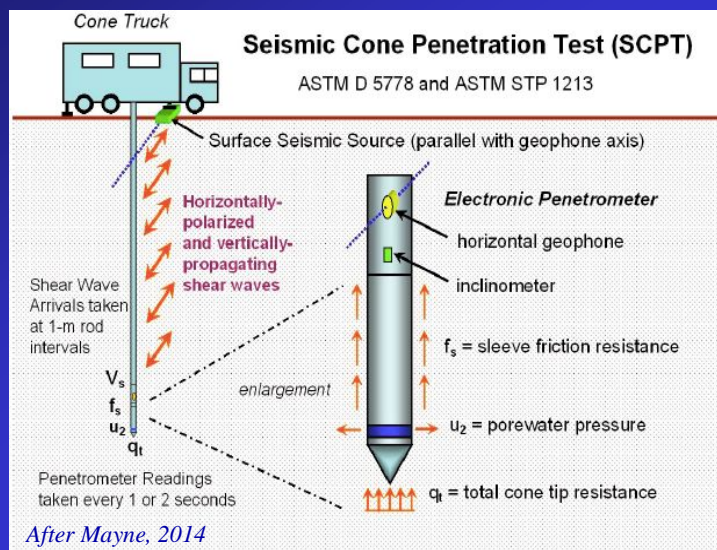 Cone Truck
Seismic Cone Penetration Test (SCPT)
ASTM D 5778 and ASTM STP 1213
Surface Seismic Source (parallel with geophone axis)
Horizontally-
polarized
and vertically-
propagating
shear waves
Electronic Penetrometer
horizontal geophone
inclinometer
Shear Wave
Arrivals taken
at 1-m rod
intervals
fs = sleeve friction resistance
Vs
fs
u2
qt
enlargement
u2 = porewater pressure
qt = total cone tip resistance
Penetrometer Readings
taken every 1 or 2 seconds
After Mayne, 2014